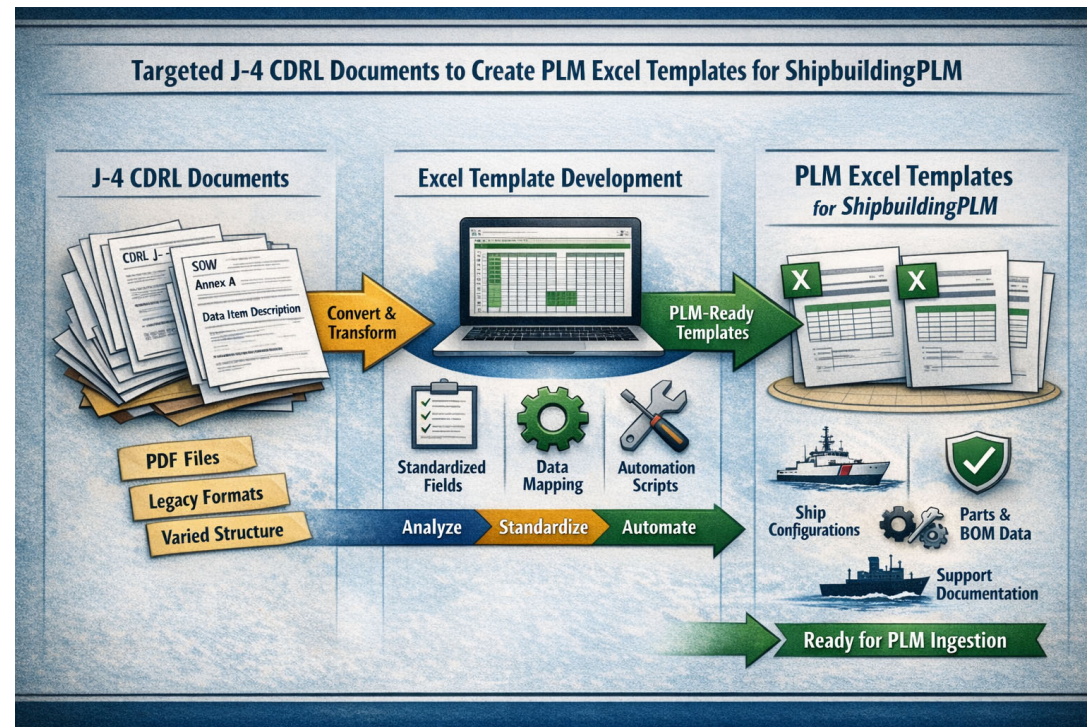 Targeted J-4 CDRL Documents to Create PLM Excel Templates for ShipbuildingPLM
J-4 CDRL Documents
CDRL J-
SOW
Annex A
Data Item Description
PDF Files
Legacy Formats
Varied Structure
Convert &
Transform
Excel Template Development
Standardized
Fields
Data
Mapping
Automation
Scripts
Analyze
Standardize
Automate
PLM-Ready
Templates
PLM Excel Templates
for ShipbuildingPLM
X
X
Ship
Configurations
Parts &
BOM Data
Support
Documentation
Ready for PLM Ingestion